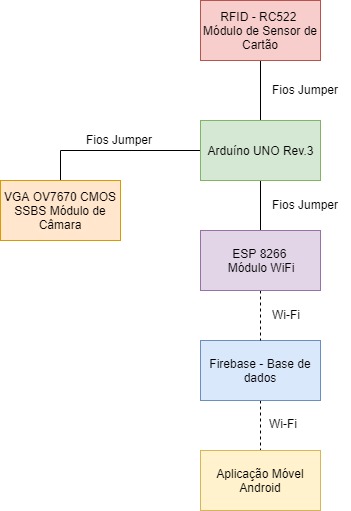 RFID - RC522
Módulo de Sensor de
Cartão
Fios Jumper
Fios Jumper
Arduíno UNO Rev.3
VGA OV7670 CMOS
SSBS Módulo de
Câmara
Fios Jumper
ESP 8266
Módulo WiFi
Wi-Fi
Firebase - Base de
dados
Wi-Fi
Aplicação Móvel
Android